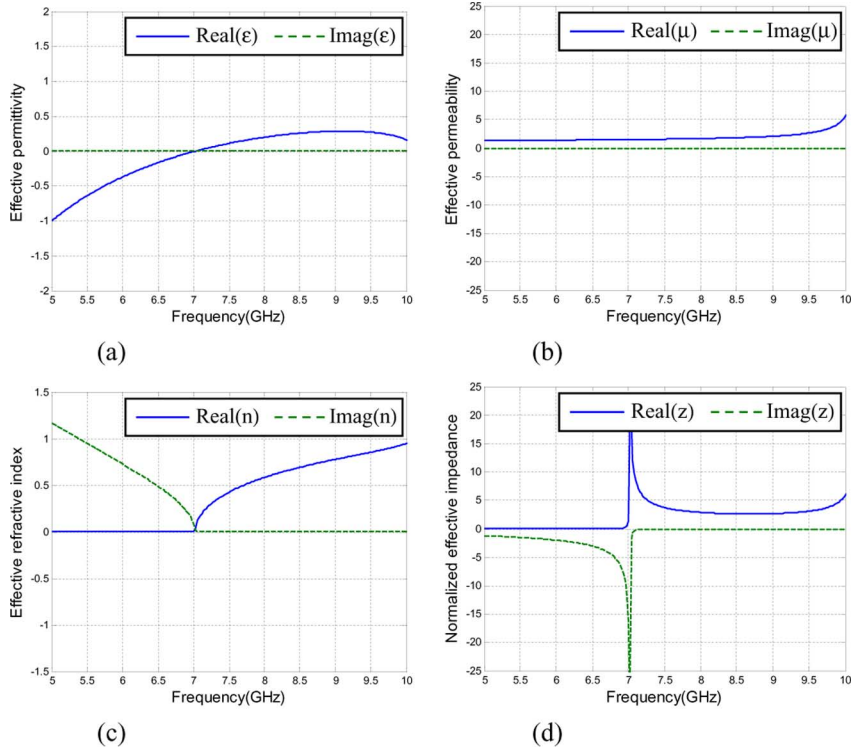 Real(ε) Imag(ε)
Effective permittivity
2
1.5
1
0.5
0
-0.5
-1
-1.5
-2
5 5.5 6 6.5 7 7.5 8 8.5 9 9.5 10
Frequency(GHz)
(a)
Real(μ) Imag(μ)
Effective permeability
25
20
15
10
5
0
-5
-10
-15
-20
-25
5 5.5 6 6.5 7 7.5 8 8.5 9 9.5 10
Frequency(GHz)
(b)
Real(n) Imag(n)
Effective refractive index
1.5
1
0.5
0
-0.5
-1
-1.5
5 5.5 6 6.5 7 7.5 8 8.5 9 9.5 10
Frequency(GHz)
(c)
Real(z) Imag(z)
Normalized effective impedance
25
20
15
10
5
0
-5
-10
-15
-20
-25
5 5.5 6 6.5 7 7.5 8 8.5 9 9.5 10
Frequency(GHz)
(d)